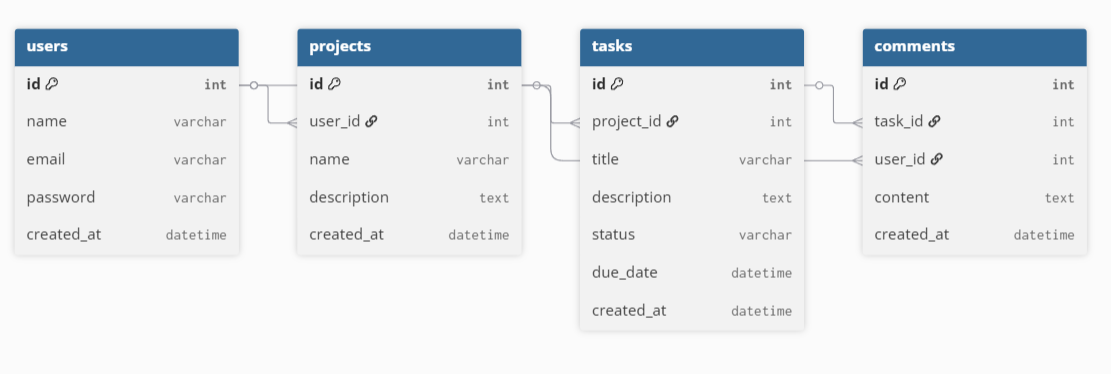 users
id int
name varchar
email varchar
password varchar
created_at datetime
projects
id int
user_id int
name varchar
description text
created_at datetime
tasks
id int
project_id int
title varchar
description text
status varchar
due_date datetime
created_at datetime
comments
id int
task_id int
user_id int
content text
created_at datetime